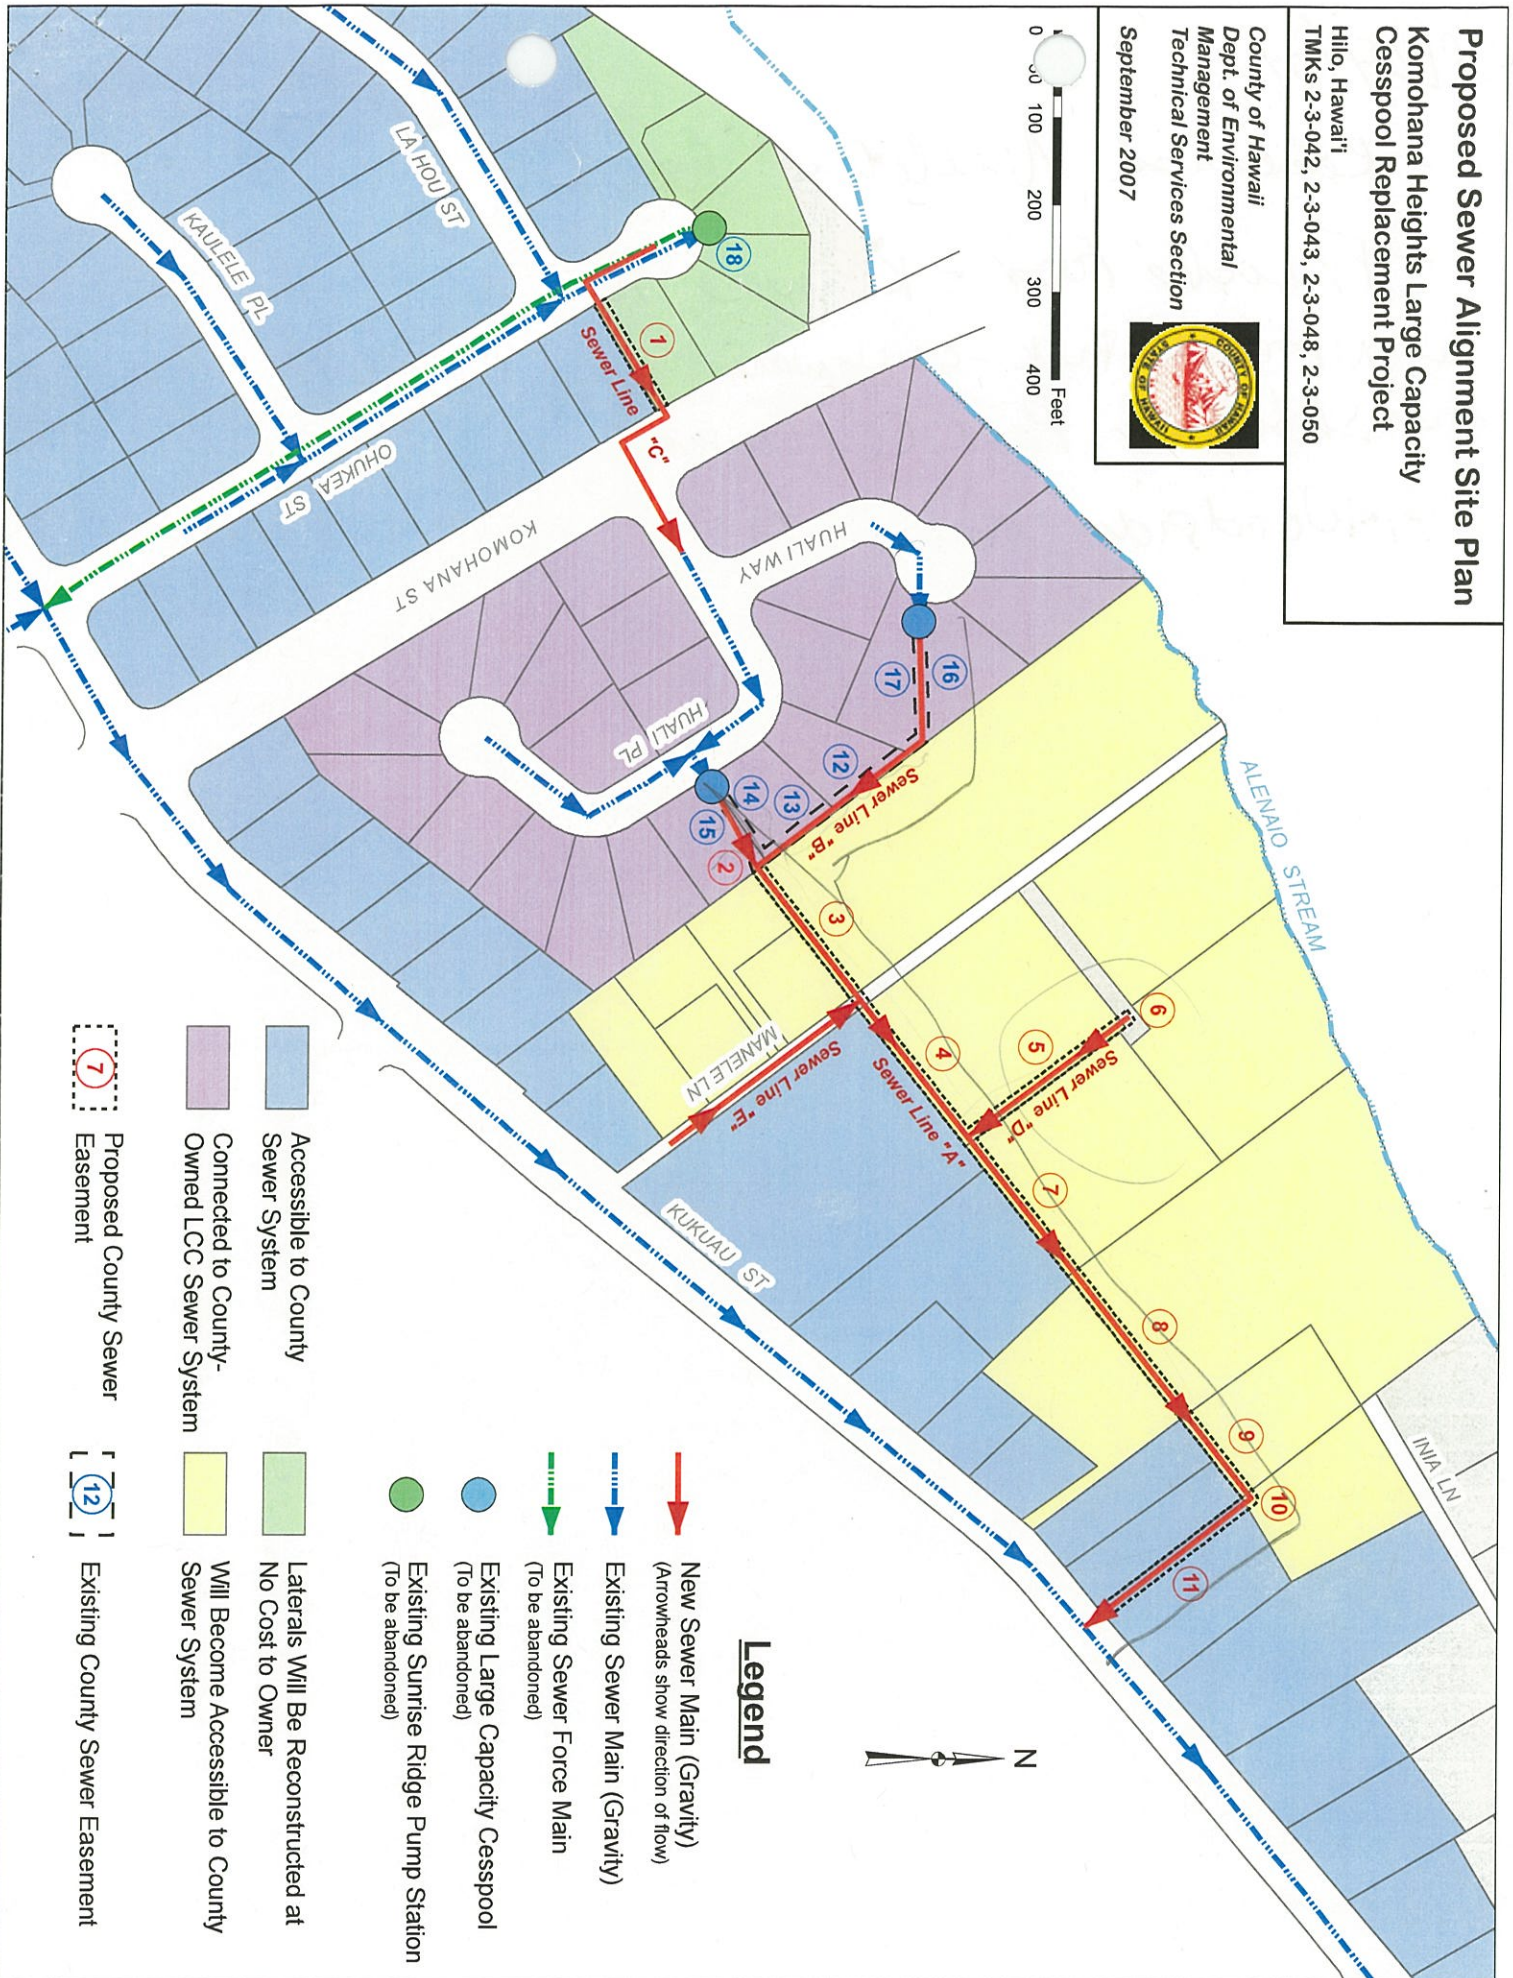 Proposed Sewer Alignment Site Plan
Komohana Heights Large Capacity
Cesspool Replacement Project
Hilo, Hawai'i
TMKs 2-3-042, 2-3-043, 2-3-048, 2-3-050
County of Hawaii
Dept. of Environmental
Management
Technical Services Section
September 2007
COUNTY OF HAWAII
STATE OF HAWAII
0 50 100 200 300 400
Feet
ALENAIO STREAM
INIA LN
LA HOU ST
KAULELE PL
OHUKEA ST
KOMOHANA ST
HUALI WAY
HUALI PL
MANELE LN
KUKUAU ST
18
1
Sewer Line
"C"
16
17
12
13
Sewer Line "B"
14
15
2
3
4
Sewer Line "A"
5
6
Sewer Line "D"
Sewer Line "E"
7
8
9
10
11
N
Legend
New Sewer Main (Gravity)
(Arrowheads show direction of flow)
Existing Sewer Main (Gravity)
Existing Sewer Force Main
(To be abandoned)
Existing Large Capacity Cesspool
(To be abandoned)
Existing Sunrise Ridge Pump Station
(To be abandoned)
Accessible to County
Sewer System
Laterals Will Be Reconstructed at
No Cost to Owner
Connected to County-
Owned LCC Sewer System
Will Become Accessible to County
Sewer System
7
Proposed County Sewer
Easement
12
Existing County Sewer Easement